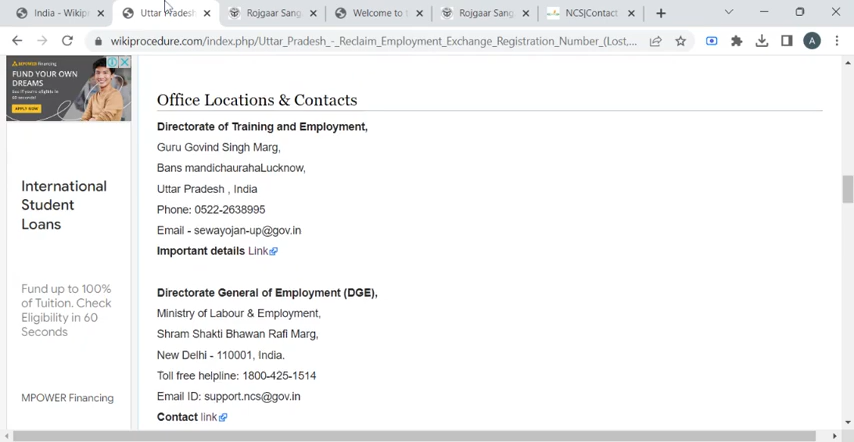 India - Wikip
Uttar Pradesh
Rojgaar Sang
Welcome to t
Rojgaar Sang
NCS|Contact
wikiprocedure.com/index.php/Uttar_Pradesh_-_Reclaim_Employment_Exchange_Registration_Number_(Lost,...
A
MPOWER Financing
FUND YOUR OWN
DREAMS
APPLY NOW
International
Student
Loans
Fund up to 100%
of Tuition. Check
Eligibility in 60
Seconds
MPOWER Financing
Office Locations & Contacts
Directorate of Training and Employment,
Guru Govind Singh Marg,
Bans mandichaurahaLucknow,
Uttar Pradesh , India
Phone: 0522-2638995
Email - sewayojan-up@gov.in
Important details Link
Directorate General of Employment (DGE),
Ministry of Labour & Employment,
Shram Shakti Bhawan Rafi Marg,
New Delhi - 110001, India.
Toll free helpline: 1800-425-1514
Email ID: support.ncs@gov.in
Contact link